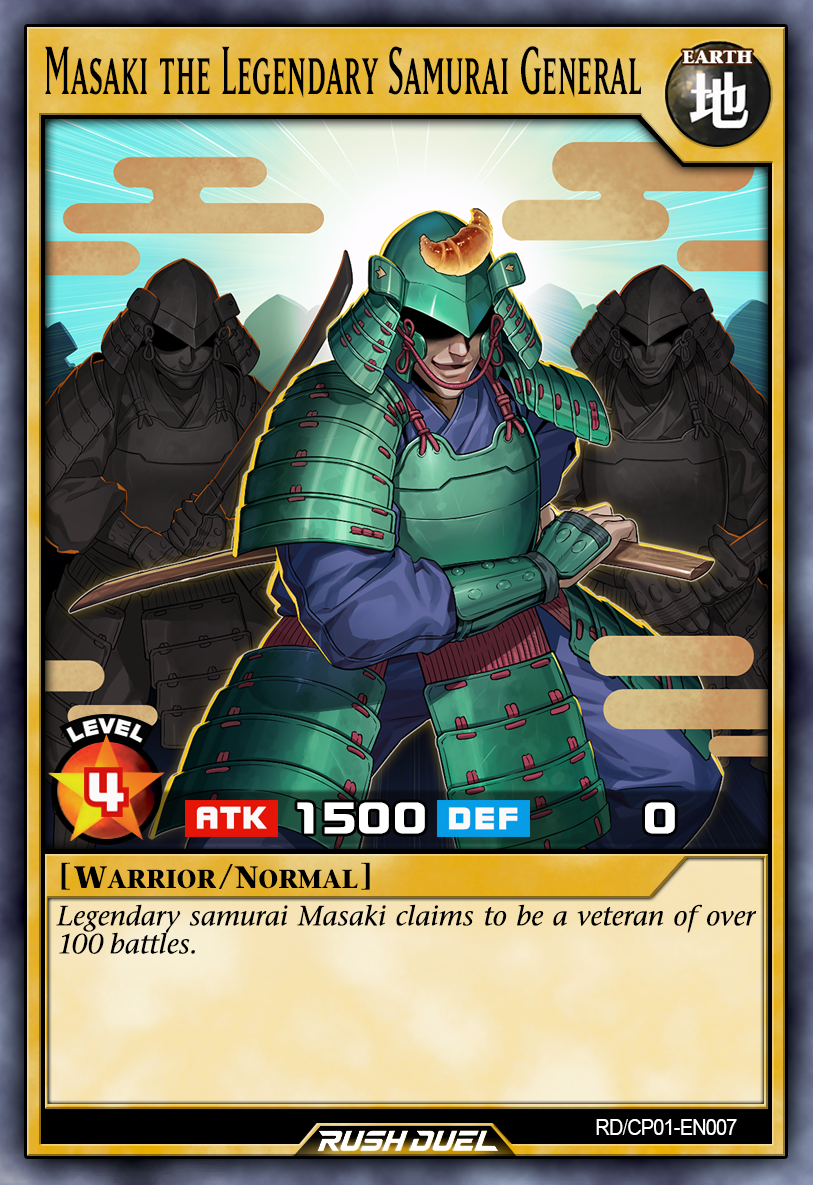 Masaki the Legendary Samurai General
EARTH
地
LEVEL
4
ATK 1500 DEF 0
[Warrior/Normal]
Legendary samurai Masaki claims to be a veteran of over
100 battles.
RD/CP01-EN007
RUSH DUEL